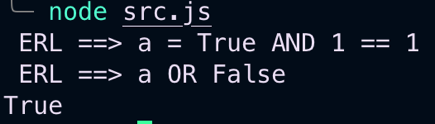 node src.js
ERL ==> a = True AND 1 == 1
ERL ==> a OR False
True